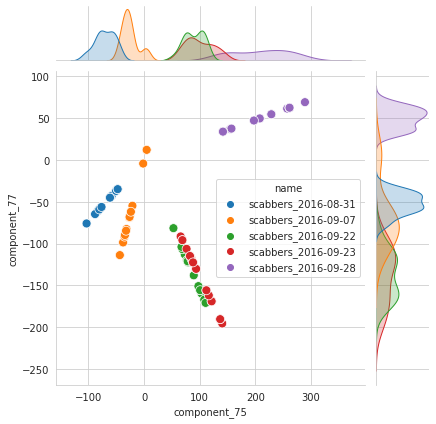 100
50
0
−50
−100
−150
−200
−250
component_77
name
scabbers_2016-08-31
scabbers_2016-09-07
scabbers_2016-09-22
scabbers_2016-09-23
scabbers_2016-09-28
−100 0 100 200 300
component_75